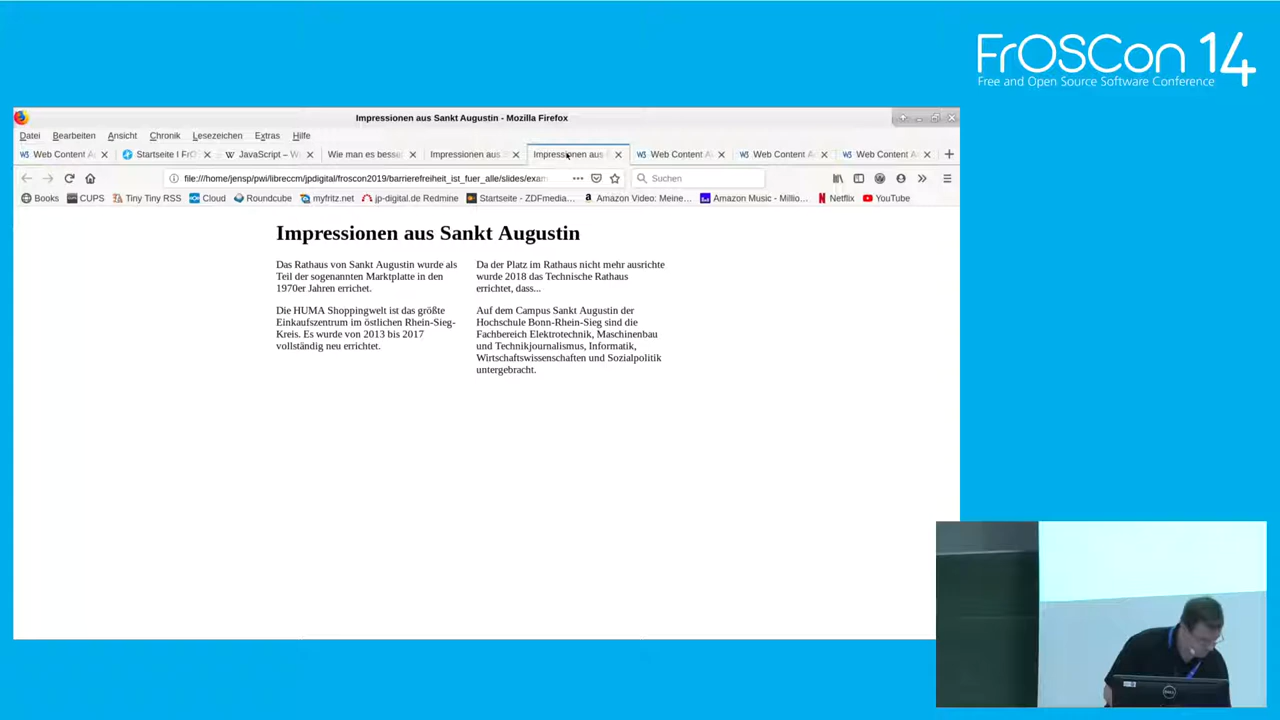 FrOSCon 14
Free and Open Source Software Conference
Impressionen aus Sankt Augustin - Mozilla Firefox
Datei Bearbeiten Ansicht Chronik Lesezeichen Extras Hilfe
Web Content A Startseite | FrO JavaScript – W Wie man es besse Impressionen aus Impressionen aus Web Content A Web Content A Web Content A
file:///home/jensp/pwi/libreccm/jpdigital/froscon2019/barrierefreiheit_ist_fuer_alle/slides/exam Suchen
Books CUPS Tiny Tiny RSS Cloud Roundcube myfritz.net jp-digital.de Redmine Startseite - ZDFmedia... Amazon Video: Meine... Amazon Music - Millio... Netflix YouTube
Impressionen aus Sankt Augustin
Das Rathaus von Sankt Augustin wurde als
Teil der sogenannten Marktplatte in den
1970er Jahren errichet.
Die HUMA Shoppingwelt ist das größte
Einkaufszentrum im östlichen Rhein-Sieg-
Kreis. Es wurde von 2013 bis 2017
vollständig neu errichtet.
Da der Platz im Rathaus nicht mehr ausrichte
wurde 2018 das Technische Rathaus
errichtet, dass...
Auf dem Campus Sankt Augustin der
Hochschule Bonn-Rhein-Sieg sind die
Fachbereich Elektrotechnik, Maschinenbau
und Technikjournalismus, Informatik,
Wirtschaftswissenschaften und Sozialpolitik
untergebracht.
DELL